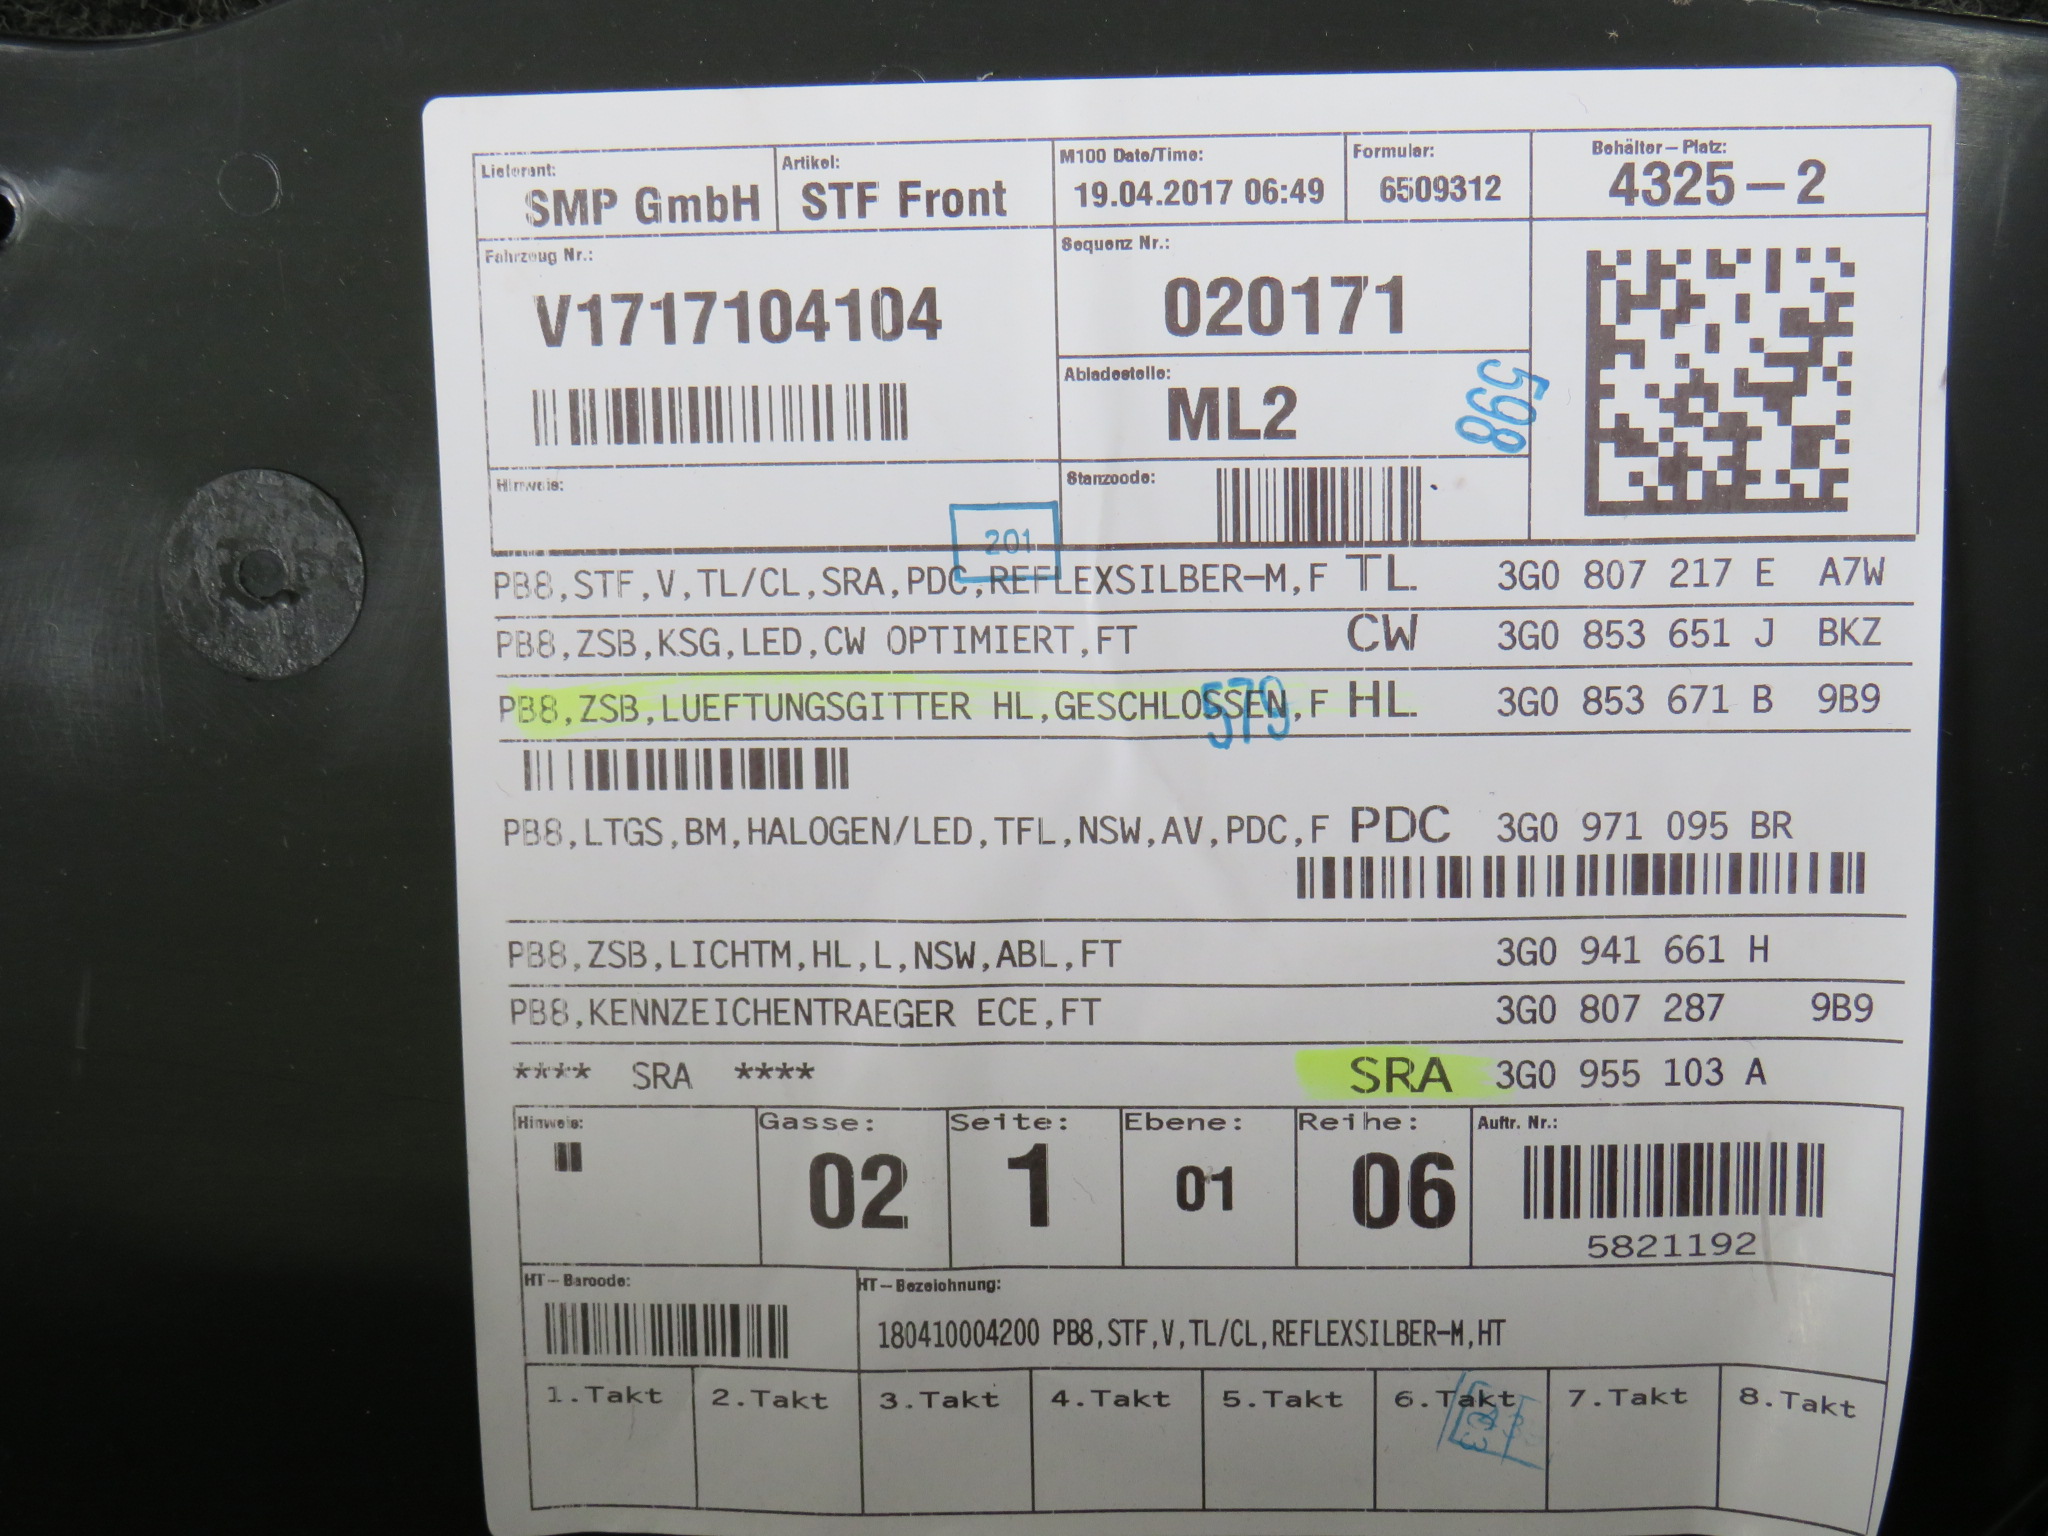 Lieferant:
SMP GmbH
Artikel:
STF Front
M100 Date/Time:
19.04.2017 06:49
Formular:
6509312
Behälter-Platz:
4325-2
Fahrzeug Nr.:
V1717104104
Sequenz Nr.:
020171
Abladestelle:
ML2
598
Hinweis:
201
Stanzcode:
PB8,STF,V,TL/CL,SRA,PDC,REFLEXSILBER-M,F TL 3G0 807 217 E A7W
PB8,ZSB,KSG,LED,CW OPTIMIERT,FT CW 3G0 853 651 J BKZ
PB8,ZSB,LUEFTUNGSGITTER HL,GESCHLOSSEN,F HL 3G0 853 671 B 9B9
579
PB8,LTGS,BM,HALOGEN/LED,TFL,NSW,AV,PDC,F PDC 3G0 971 095 BR
PB8,ZSB,LICHTM,HL,L,NSW,ABL,FT 3G0 941 661 H
PB8,KENNZEICHENTRAEGER ECE,FT 3G0 807 287 9B9
**** SRA **** SRA 3G0 955 103 A
Hinweis:
Gasse:
02
Seite:
1
Ebene:
01
Reihe:
06
Auftr. Nr.:
5821192
HT-Barcode:
HT-Bezeichnung:
180410004200 PB8,STF,V,TL/CL,REFLEXSILBER-M,HT
1.Takt 2.Takt 3.Takt 4.Takt 5.Takt 6.Takt 7.Takt 8.Takt